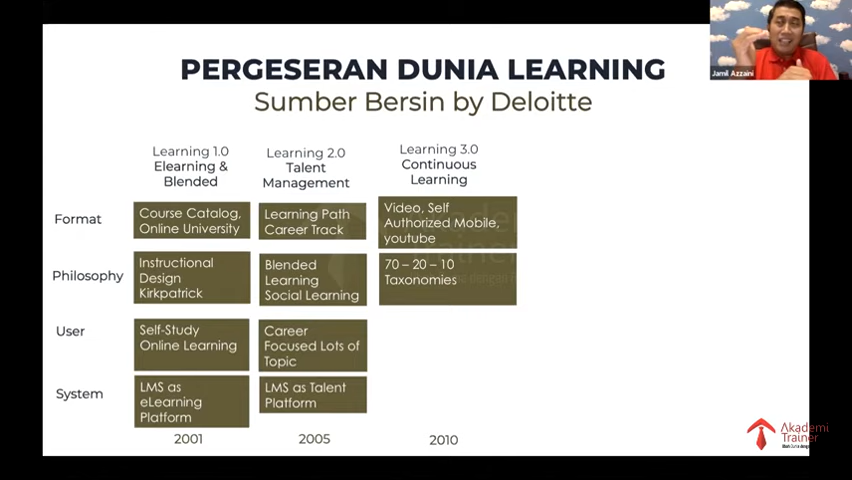 Jamil Azzaini
PERGESERAN DUNIA LEARNING
Sumber Bersin by Deloitte
Learning 1.0
Elearning &
Blended
Learning 2.0
Talent
Management
Learning 3.0
Continuous
Learning
Format
Course Catalog,
Online University
Learning Path
Career Track
Video, Self
Authorized Mobile,
youtube
Philosophy
Instructional
Design
Kirkpatrick
Blended
Learning
Social Learning
70 – 20 – 10
Taxonomies
User
Self-Study
Online Learning
Career
Focused Lots of
Topic
System
LMS as
eLearning
Platform
LMS as Talent
Platform
2001
2005
2010
Akademi
Trainer